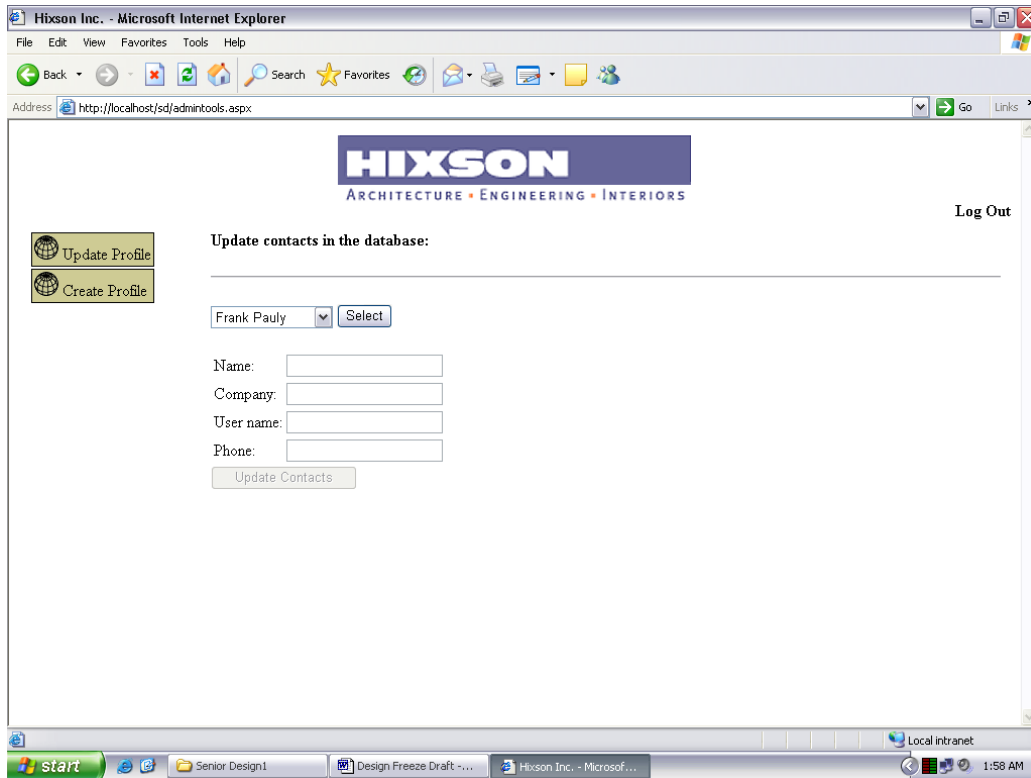 Hixson Inc. - Microsoft Internet Explorer
File Edit View Favorites Tools Help
Back Search Favorites
Address http://localhost/sd/admintools.aspx Go Links
HIXSON
ARCHITECTURE • ENGINEERING • INTERIORS
Log Out
Update contacts in the database:
Update Profile
Create Profile
Frank Pauly Select
Name:
Company:
User name:
Phone:
Update Contacts
Local intranet
start Senior Design1 Design Freeze Draft -... Hixson Inc. - Microsof... 1:58 AM